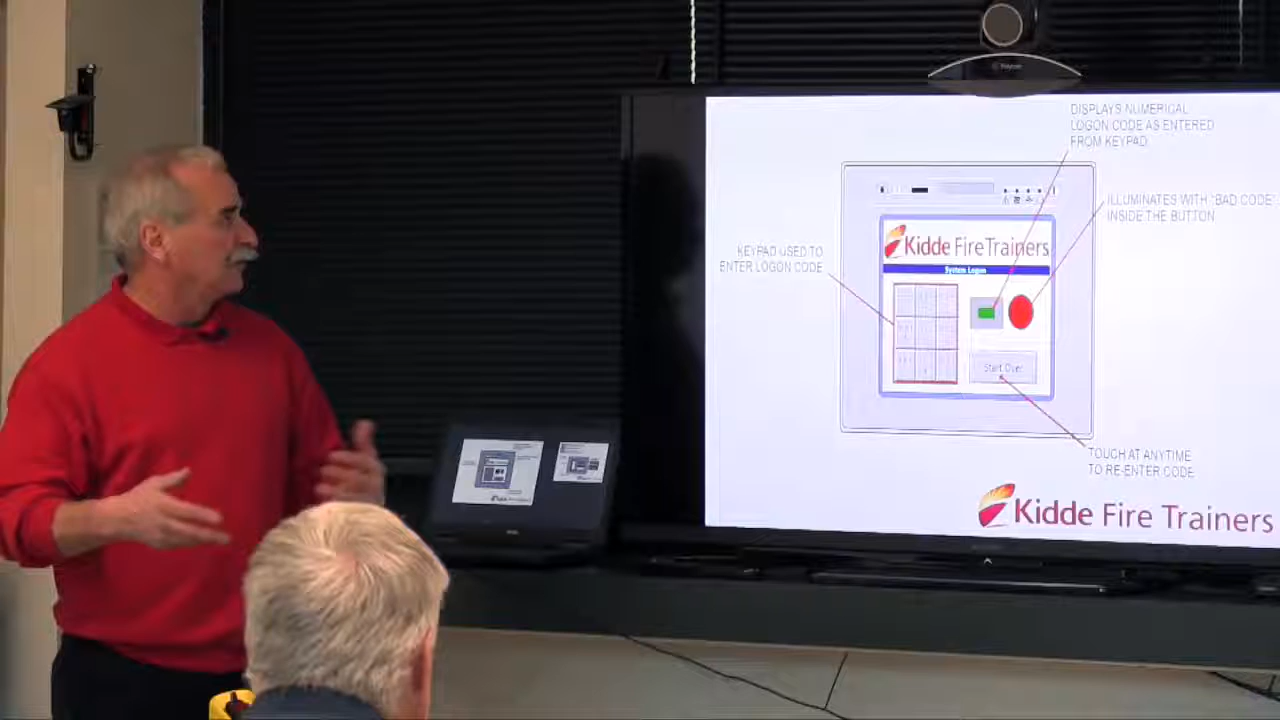 Polycom
DISPLAYS NUMERICAL
LOGON CODE AS ENTERED
FROM KEYPAD
ILLUMINATES WITH "BAD CODE"
INSIDE THE BUTTON
KEYPAD USED TO
ENTER LOGON CODE
Kidde Fire Trainers
System Logon
Start Over
TOUCH AT ANYTIME
TO RE-ENTER CODE
Kidde Fire Trainers